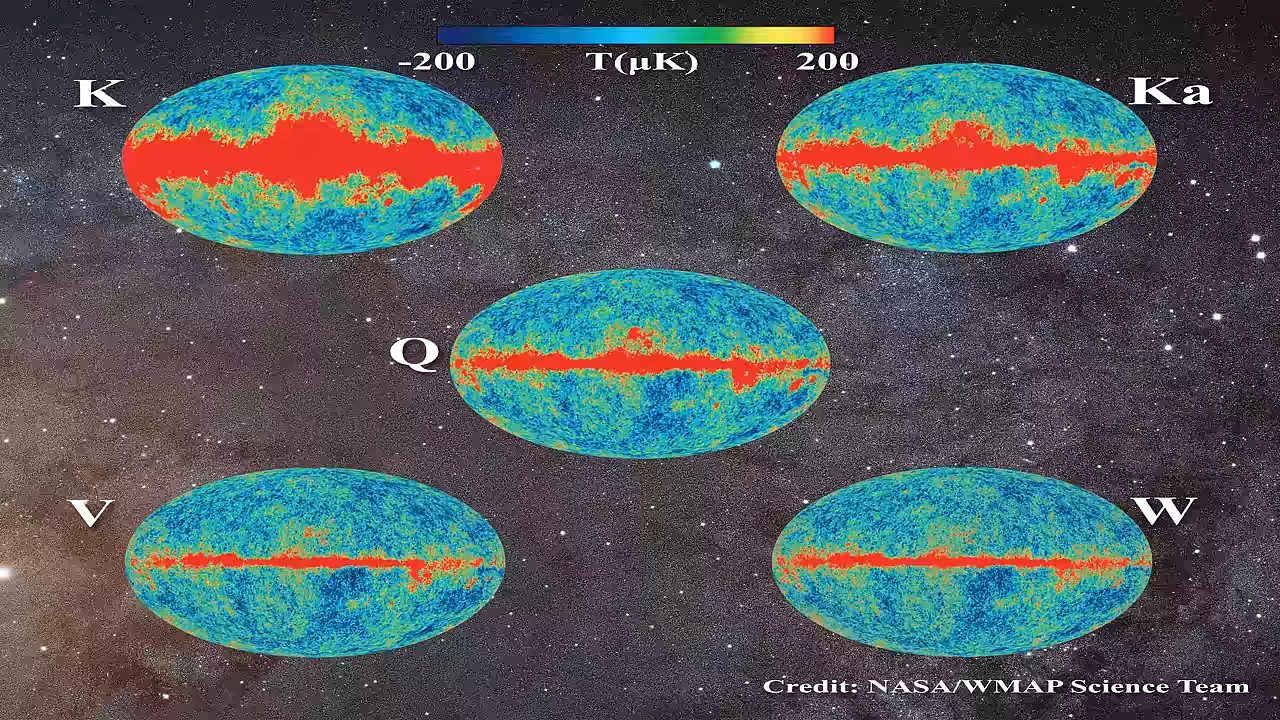 -200 T(μK) 200
K
Ka
Q
V
W
Credit: NASA/WMAP Science Team